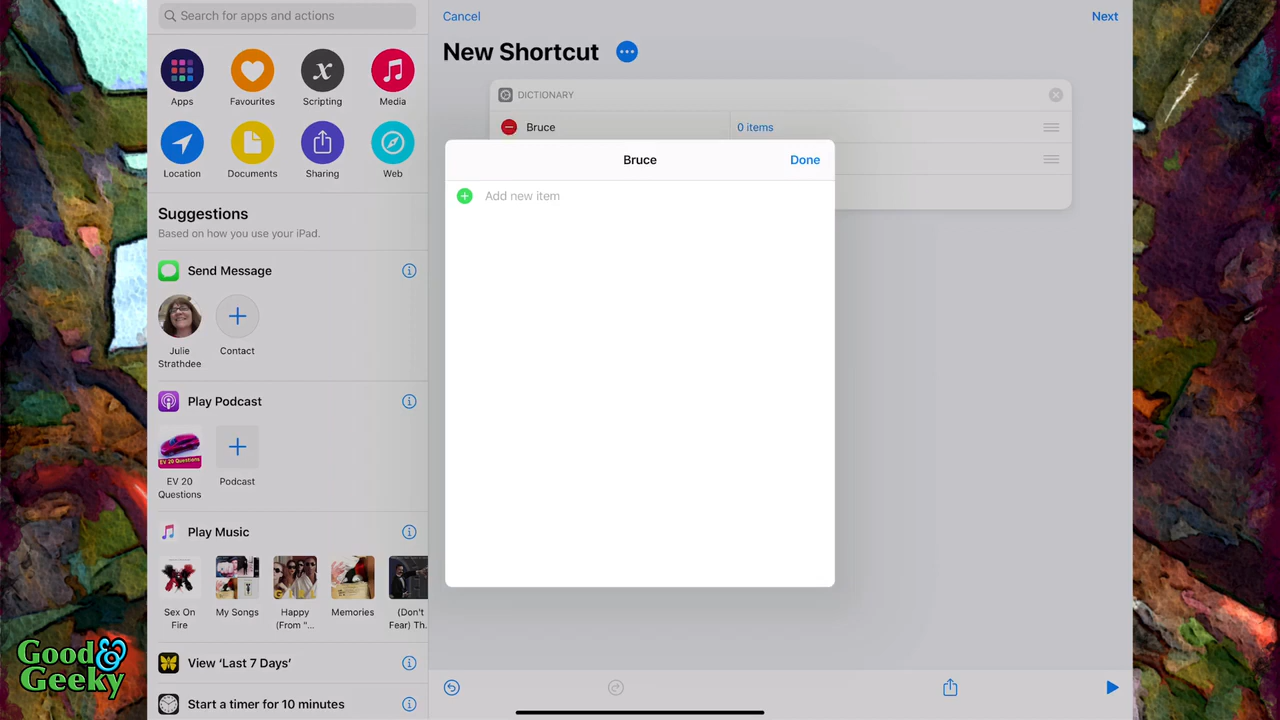 Search for apps and actions
Cancel
Next
New Shortcut
Apps
Favourites
Scripting
Media
Location
Documents
Sharing
Web
DICTIONARY
Bruce
0 items
Bruce
Done
Add new item
Suggestions
Based on how you use your iPad.
Send Message
Julie
Strathdee
Contact
Play Podcast
EV 20 Questions
EV 20
Questions
Podcast
Play Music
Sex On
Fire
My Songs
Happy
(From "...
Memories
(Don't
Fear) Th...
View ‘Last 7 Days’
Start a timer for 10 minutes
Good &
Geeky